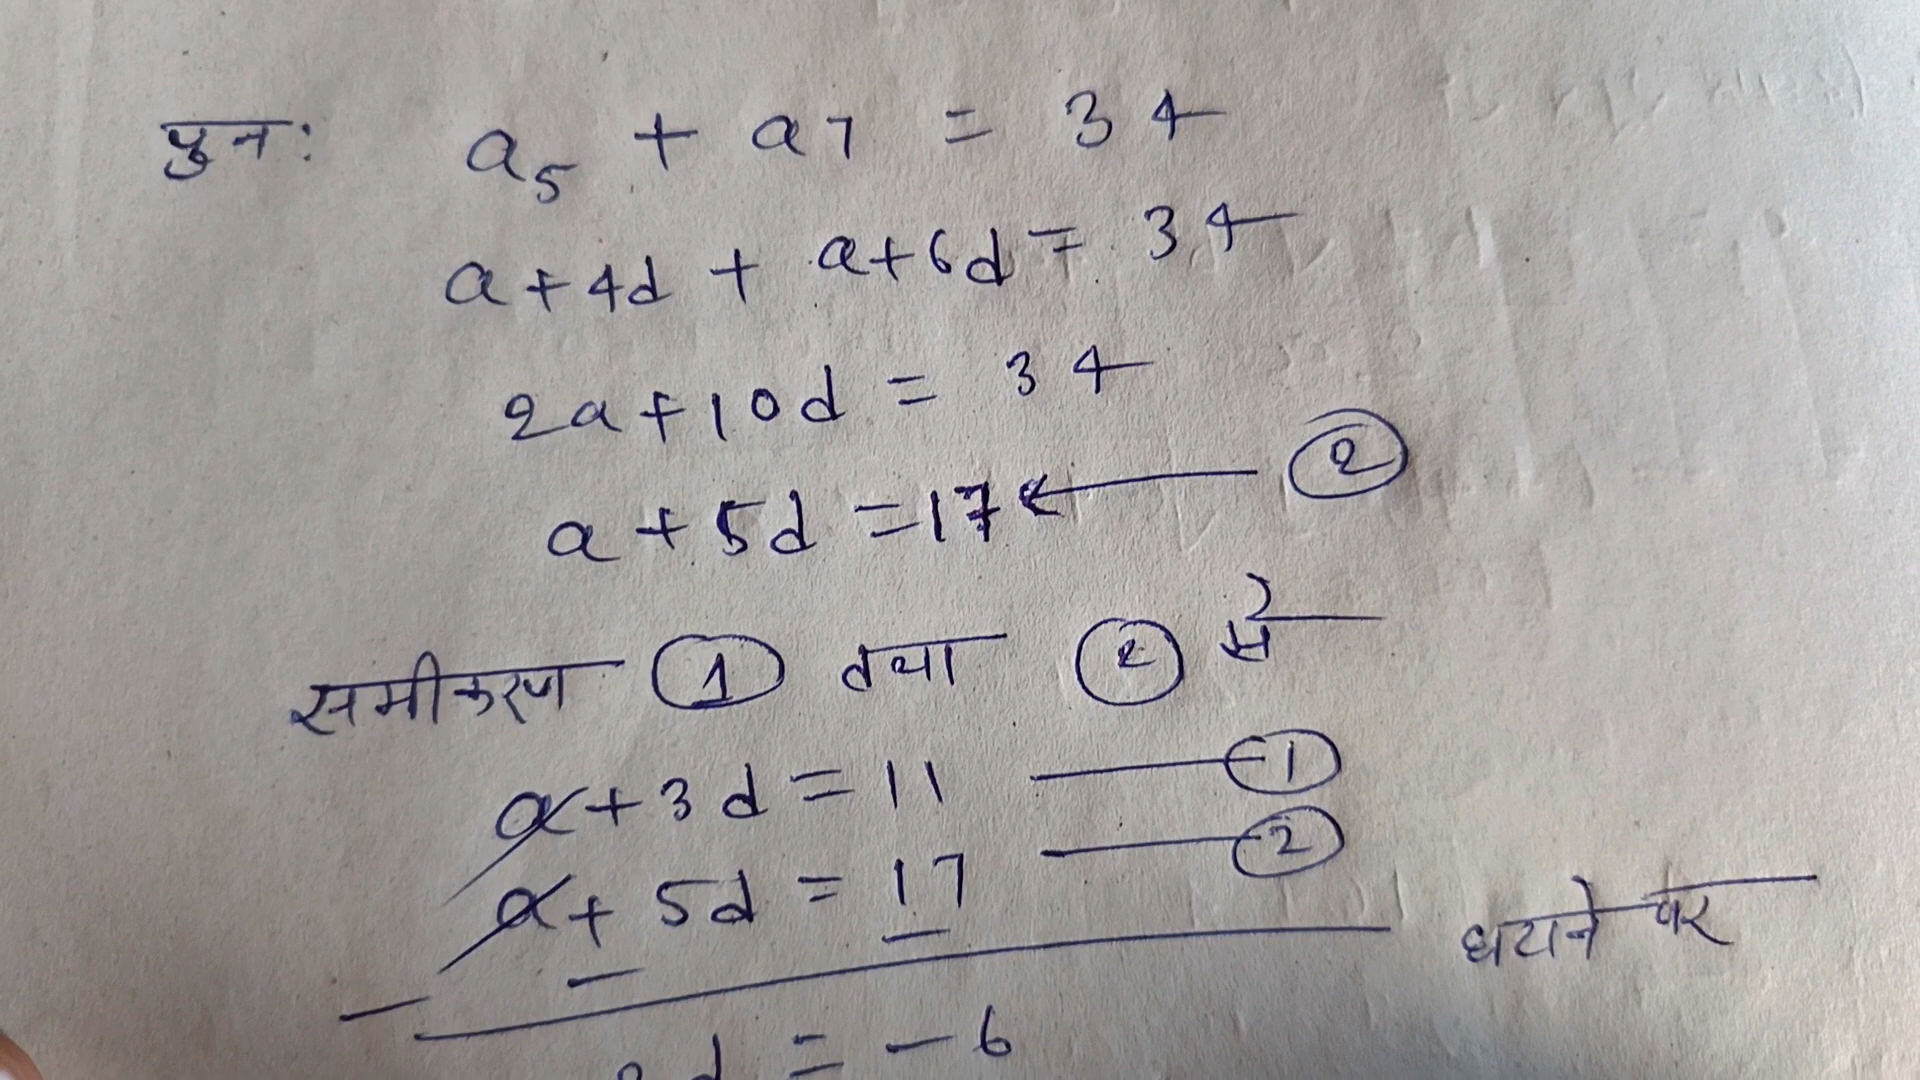 पुन: a5 + a7 = 34
a + 4d + a+6d = 34
2a + 10d = 34
a + 5d = 17 ← 2
समीकरण 1 तथा 2 से
a + 3d = 11 — 1
a + 5d = 17 — 2
घटाने पर
2d = -6